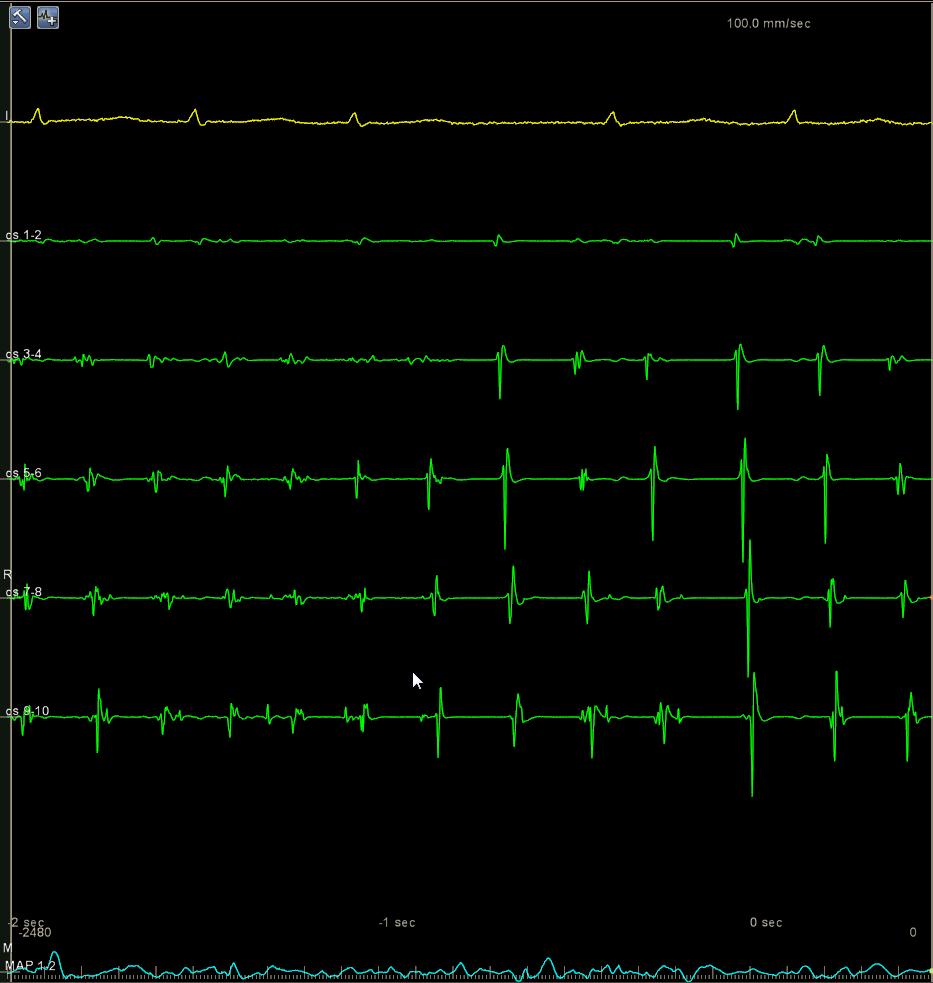 100.0 mm/sec
I
cs 1-2
cs 3-4
cs 5-6
R
cs 7-8
cs 9-10
-2 sec
-1 sec
0 sec
-2480
0
M
MAP 1-2